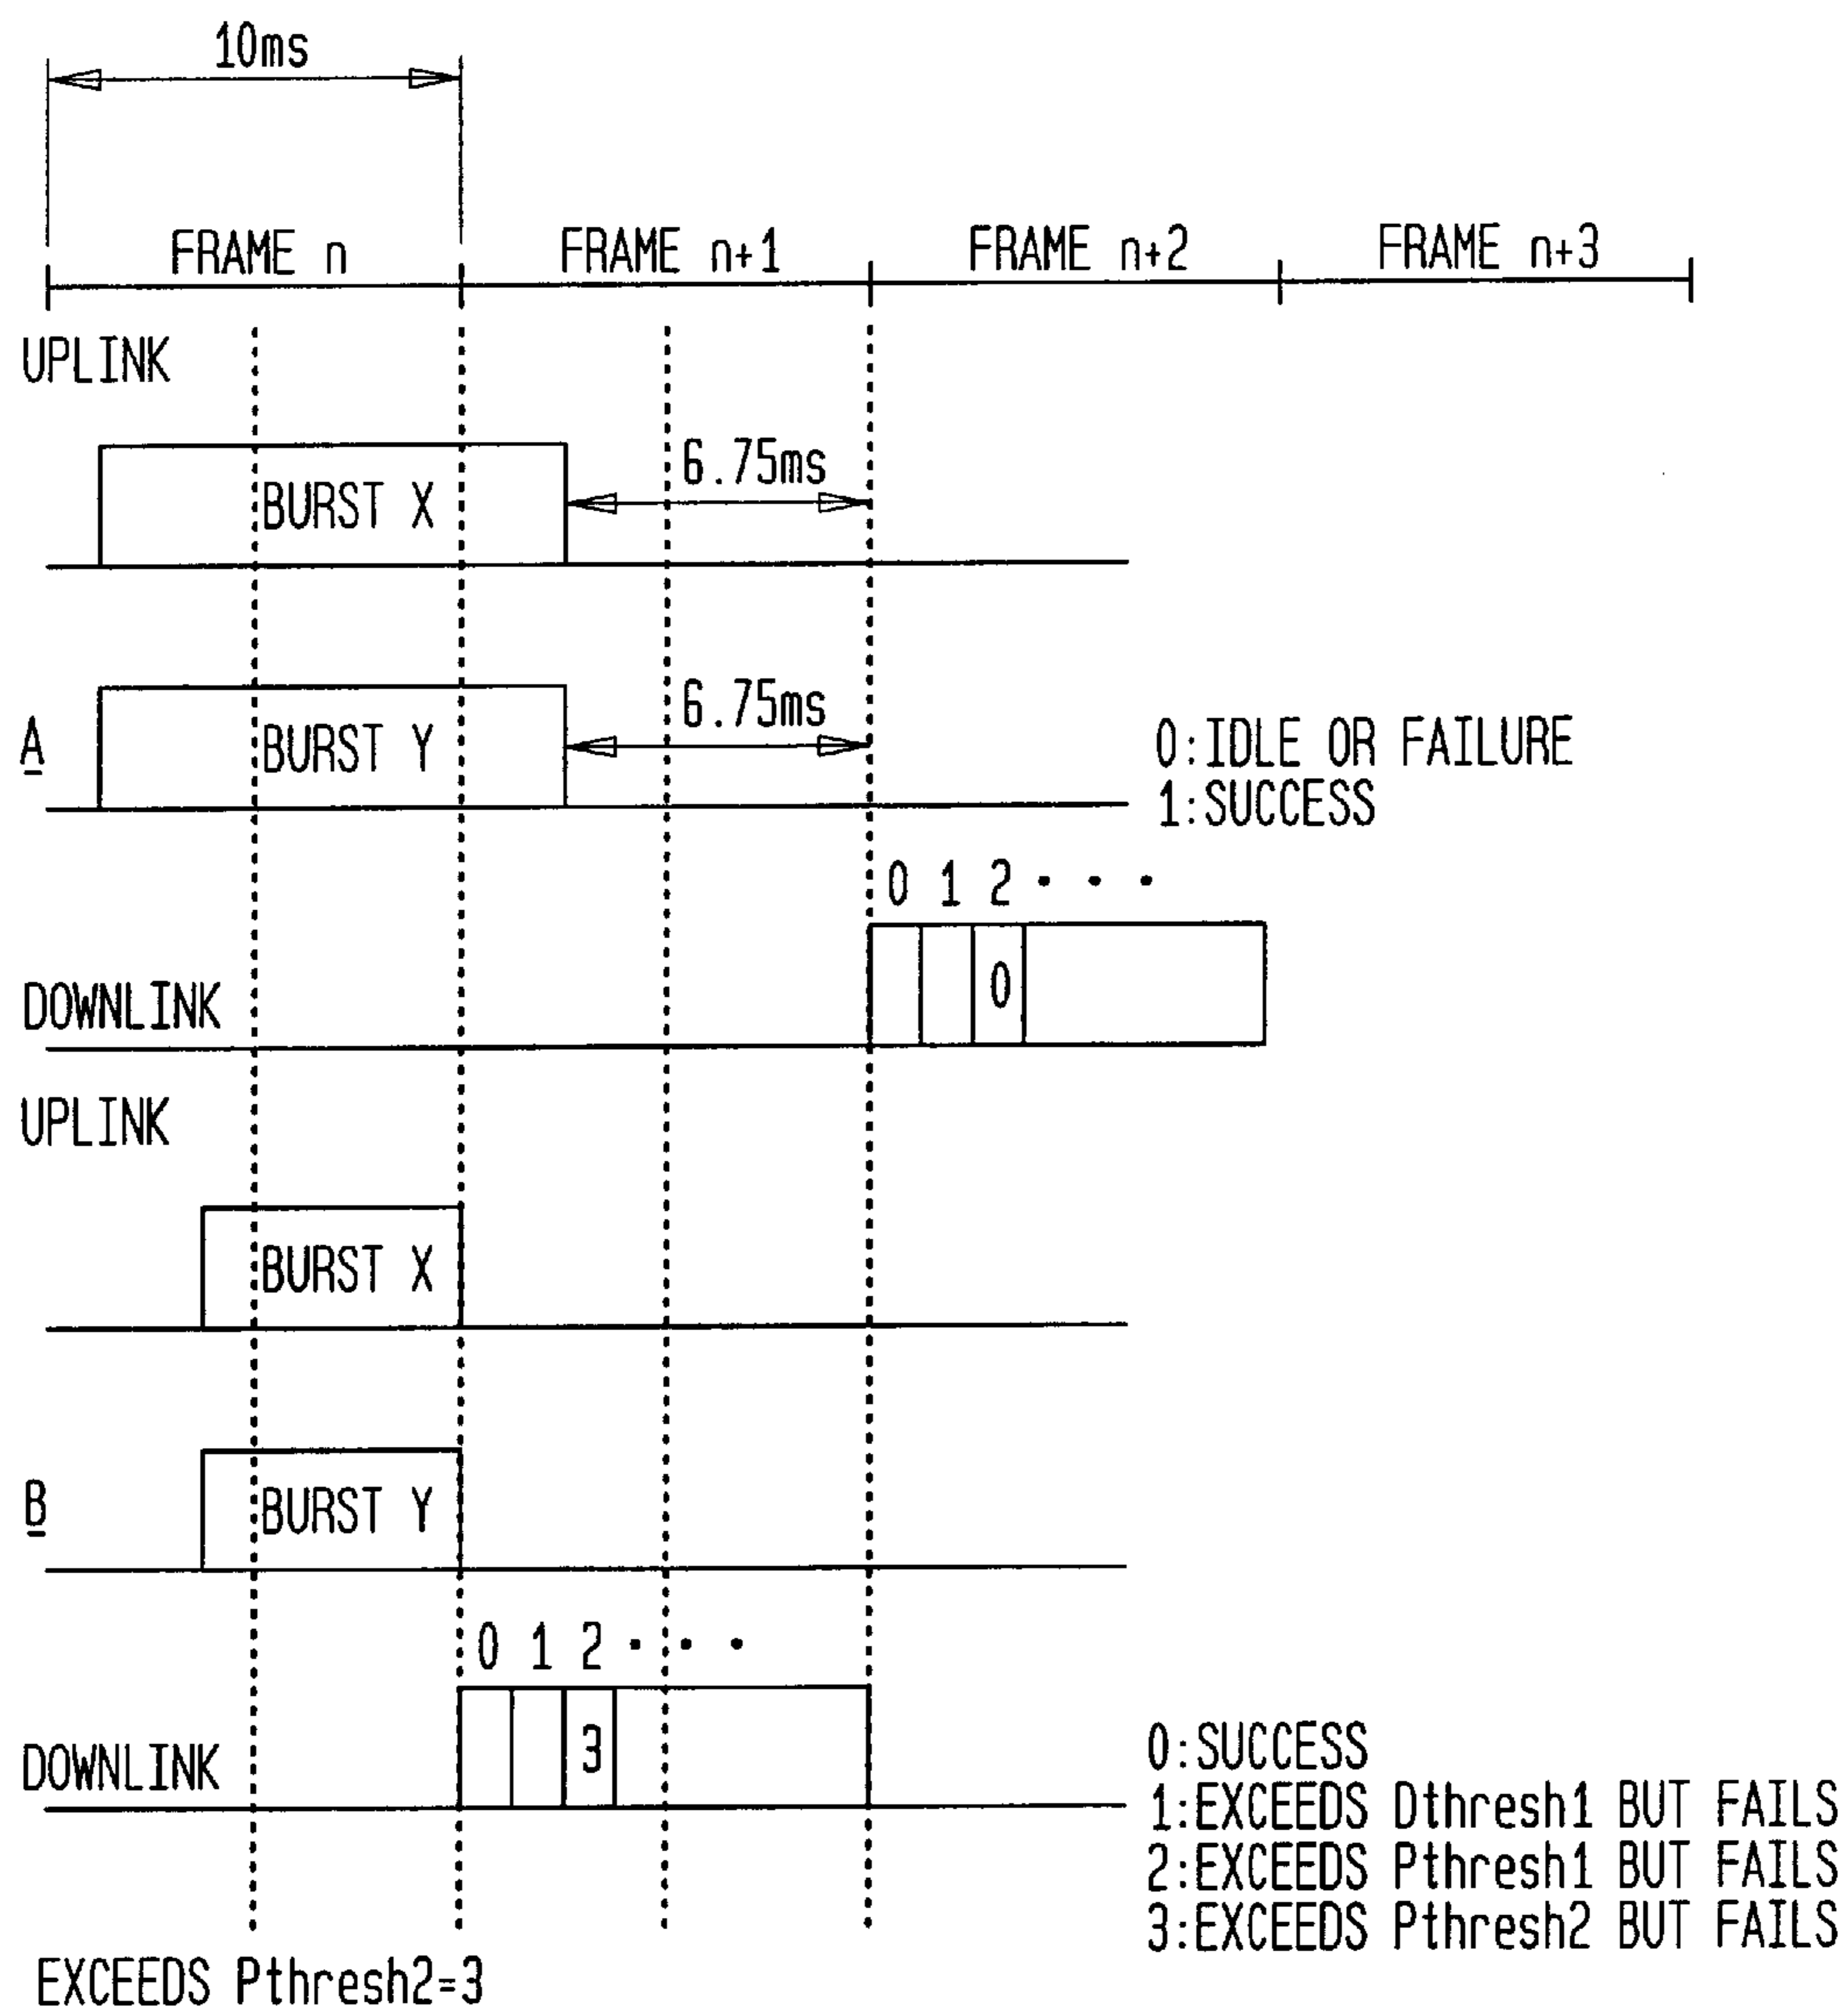 10ms
FRAME n FRAME n+1 FRAME n+2 FRAME n+3
UPLINK
BURST X
6.75ms
A
BURST Y
6.75ms
0:IDLE OR FAILURE
1:SUCCESS
0 1 2 · · ·
0
DOWNLINK
UPLINK
BURST X
B
BURST Y
0 1 2 · · ·
3
DOWNLINK
0:SUCCESS
1:EXCEEDS Dthresh1 BUT FAILS
2:EXCEEDS Pthresh1 BUT FAILS
3:EXCEEDS Pthresh2 BUT FAILS
EXCEEDS Pthresh2=3